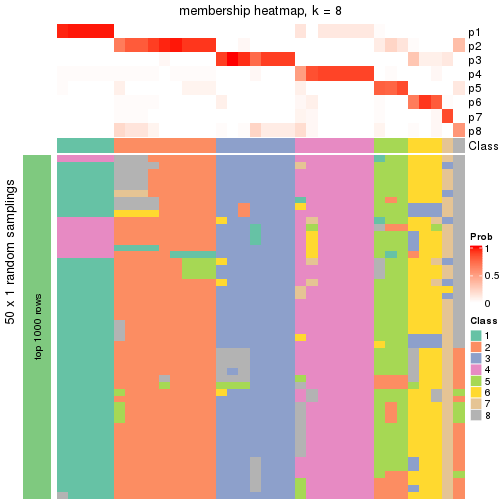 membership heatmap, k = 8
p1
p2
p3
p4
p5
p6
p7
p8
Class
50 x 1 random samplings
top 1000 rows
Prob
1
0.5
0
Class
1
2
3
4
5
6
7
8